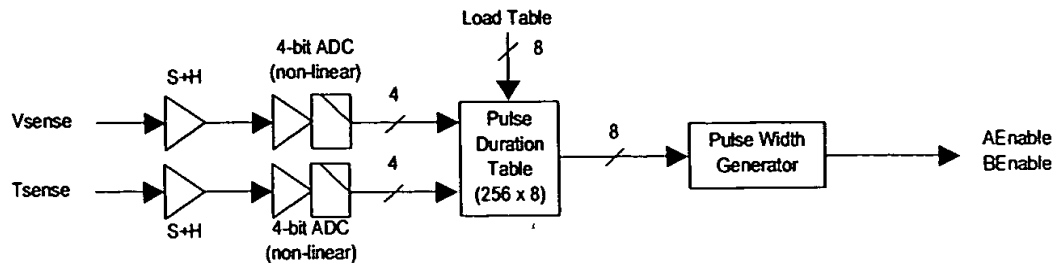 Load Table
8
4-bit ADC
(non-linear)
S+H
4
Vsense
Pulse
Duration
Table
(256 x 8)
8
Pulse Width
Generator
AEnable
BEnable
Tsense
4
S+H
4-bit ADC
(non-linear)